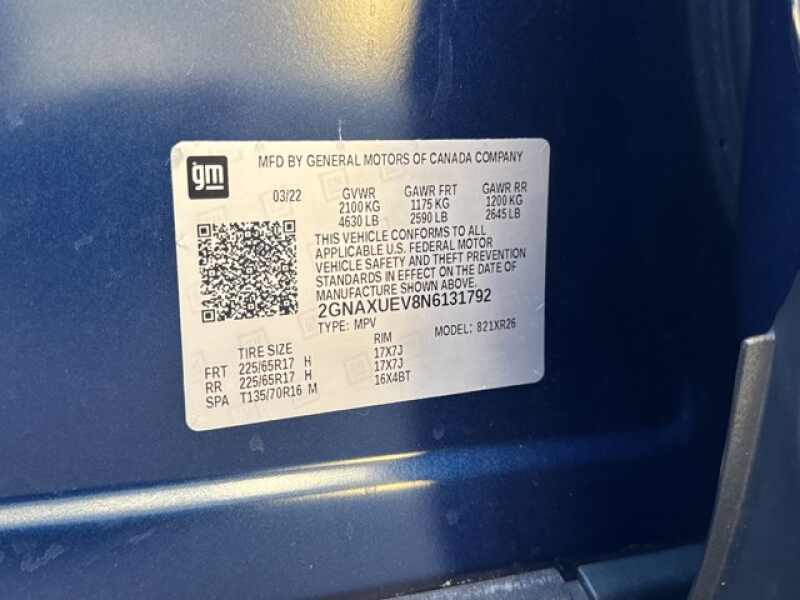 gm
MFD BY GENERAL MOTORS OF CANADA COMPANY
03/22 GVWR GAWR FRT GAWR RR
2100 KG 1175 KG 1200 KG
4630 LB 2590 LB 2645 LB
THIS VEHICLE CONFORMS TO ALL
APPLICABLE U.S. FEDERAL MOTOR
VEHICLE SAFETY AND THEFT PREVENTION
STANDARDS IN EFFECT ON THE DATE OF
MANUFACTURE SHOWN ABOVE.
2GNAXUEV8N6131792
TYPE: MPV MODEL: 821XR26
TIRE SIZE RIM
FRT 225/65R17 H 17X7J
RR 225/65R17 H 17X7J
SPA T135/70R16 M 16X4BT